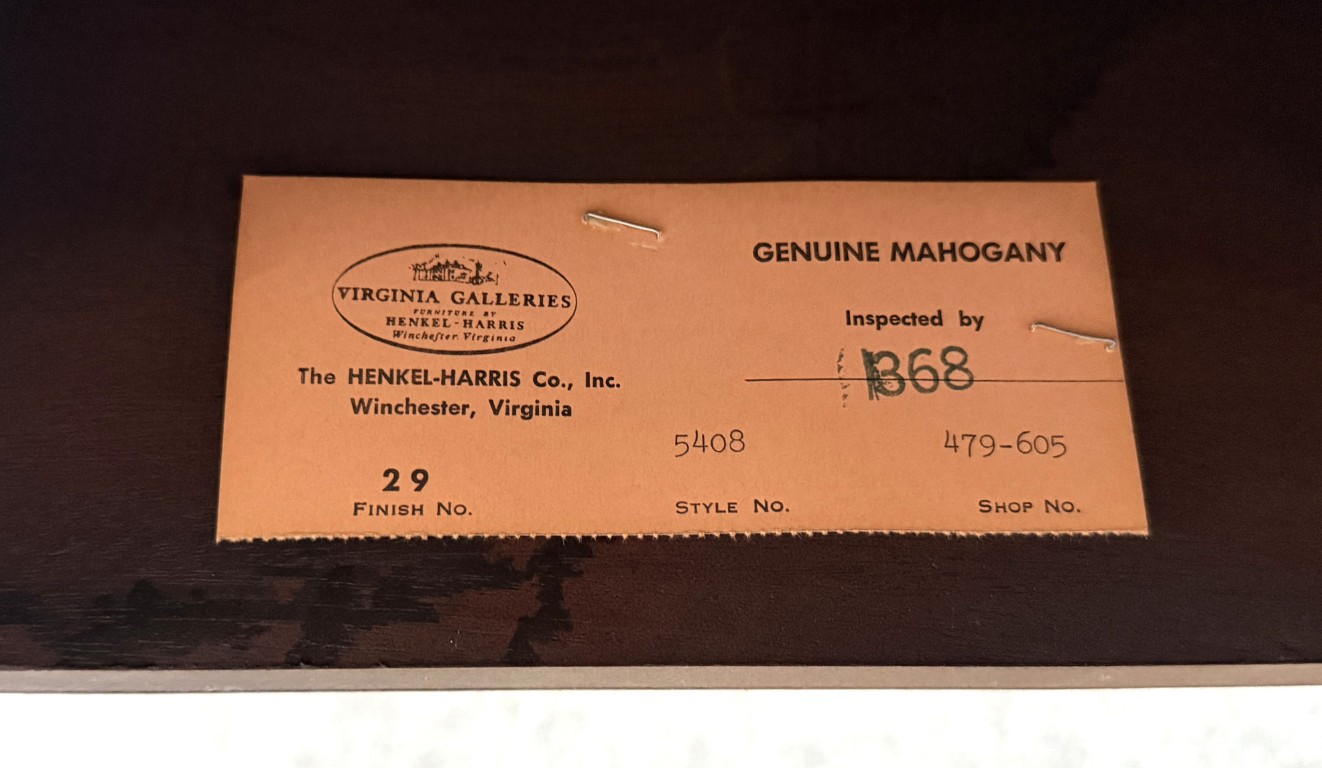 VIRGINIA GALLERIES
FURNITURE BY
HENKEL-HARRIS
Winchester Virginia
The HENKEL-HARRIS Co., Inc.
Winchester, Virginia
GENUINE MAHOGANY
Inspected by
368
29
FINISH NO.
5408
STYLE NO.
479-605
SHOP NO.